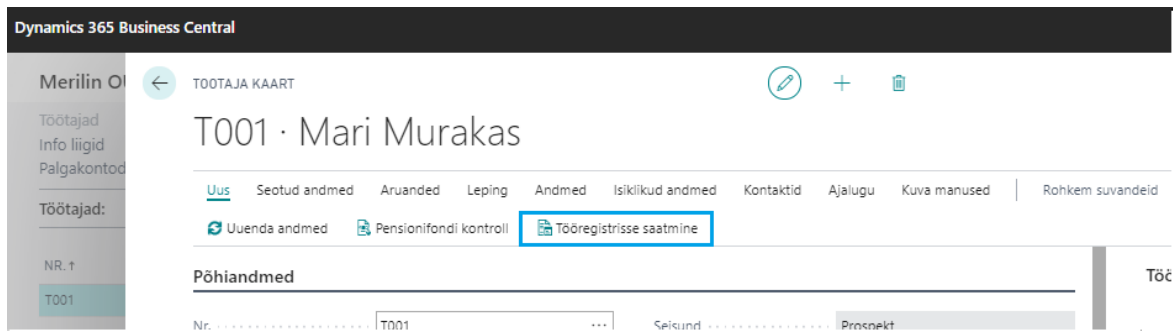 Dynamics 365 Business Central
Merilin OÜ
TÖÖTAJA KAART
T001 · Mari Murakas
Töötajad
Info liigid
Palgakontod
Töötajad:
NR. ↑
T001
Uus Seotud andmed Aruanded Leping Andmed Isiklikud andmed Kontaktid Ajalugu Kuva manused Rohkem suvandeid
Uuenda andmed Pensionifondi kontroll Tööregistrisse saatmine
Põhiandmed
Nr. T001 ... Seisund Prospekt